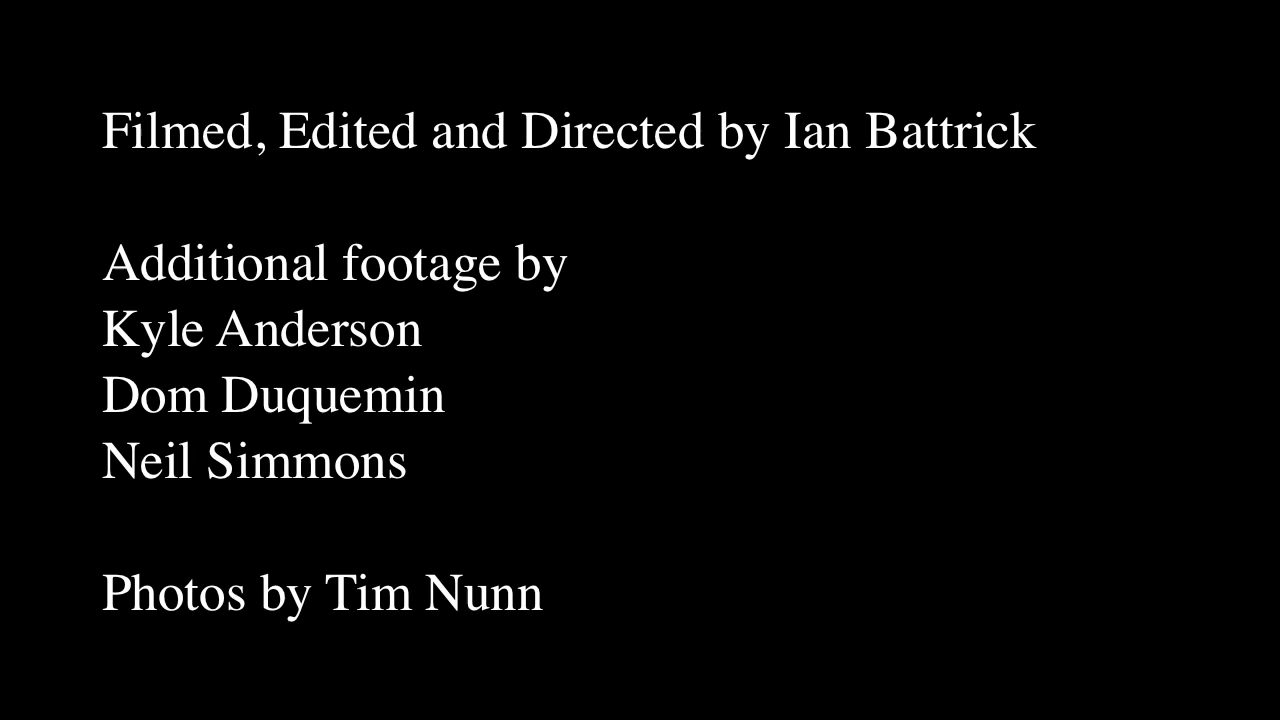 Filmed, Edited and Directed by Ian Battrick
Additional footage by
Kyle Anderson
Dom Duquemin
Neil Simmons
Photos by Tim Nunn